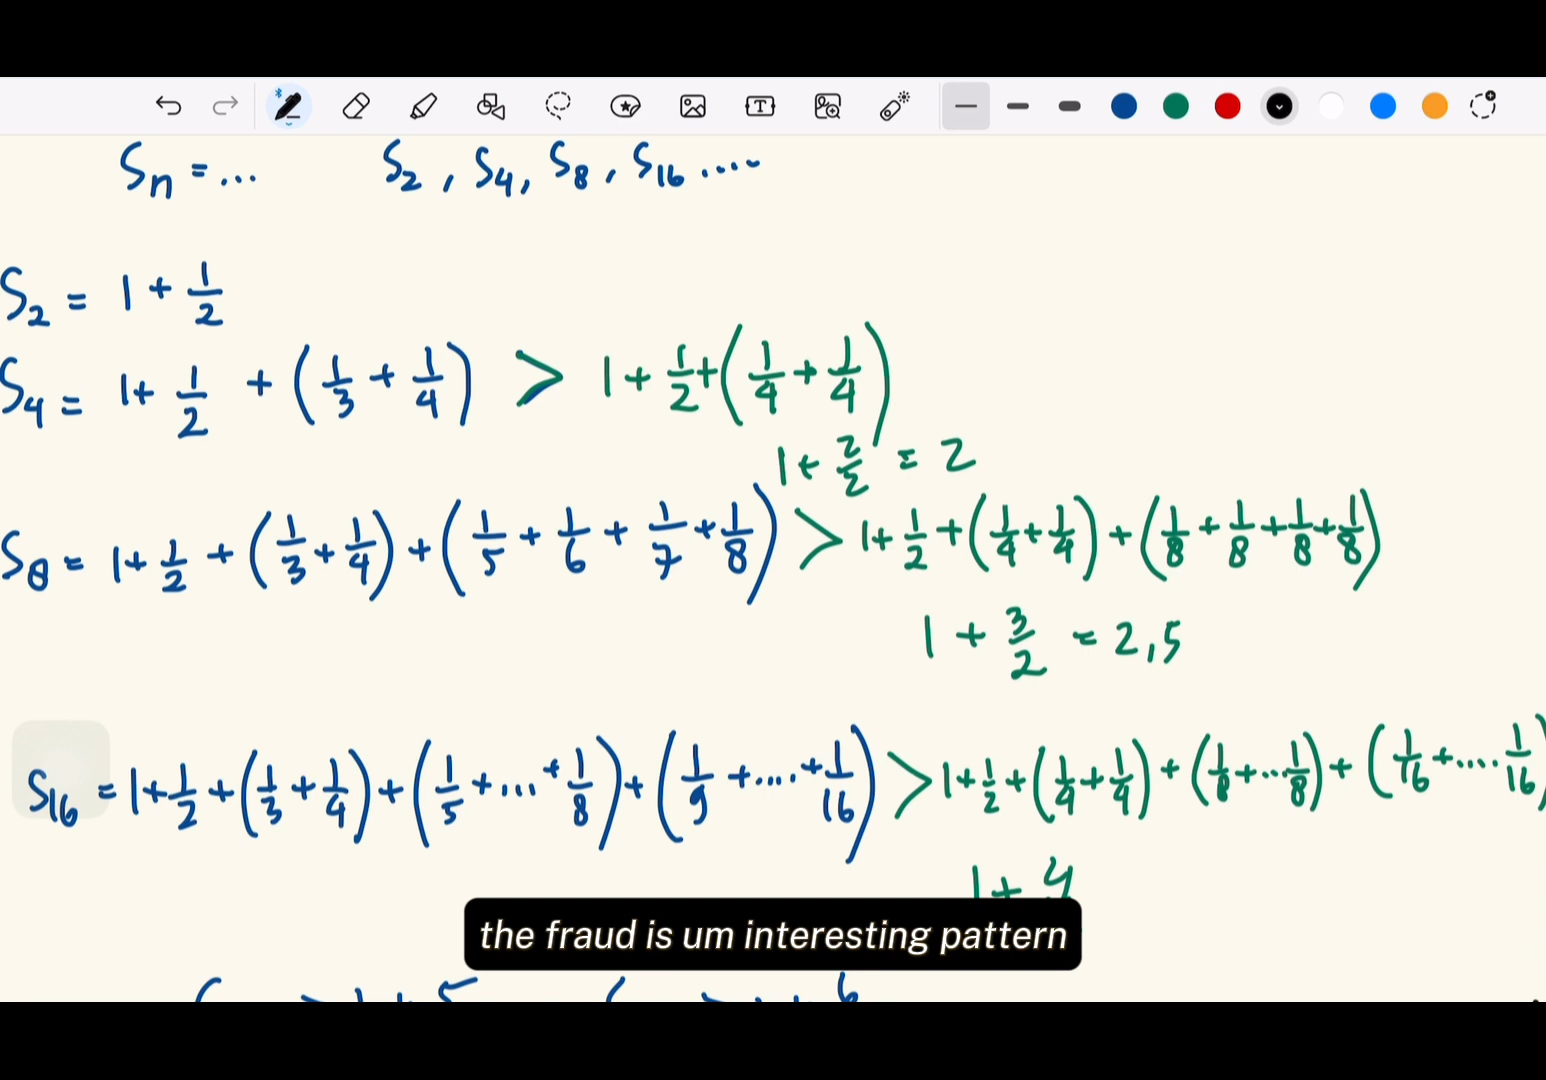 Sn = ... S2, S4, S8, S16 ....
S2 = 1 + 1/2
S4 = 1 + 1/2 + (1/3 + 1/4) > 1 + 1/2 + (1/4 + 1/4)
1 + 2/2 = 2
S8 = 1 + 1/2 + (1/3 + 1/4) + (1/5 + 1/6 + 1/7 + 1/8) > 1 + 1/2 + (1/4 + 1/4) + (1/8 + 1/8 + 1/8 + 1/8)
1 + 3/2 = 2,5
S16 = 1 + 1/2 + (1/3 + 1/4) + (1/5 + ... + 1/8) + (1/9 + .... + 1/16) > 1 + 1/2 + (1/4 + 1/4) + (1/8 + ... 1/8) + (1/16 + .... 1/16)
1 + 4
the fraud is um interesting pattern